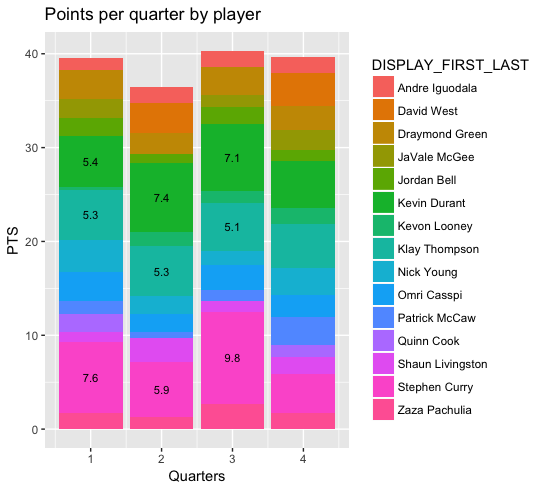 Points per quarter by player
40
30
20
10
0
PTS
5.4
5.3
7.6
7.4
5.3
5.9
7.1
5.1
9.8
1
2
3
4
Quarters
DISPLAY_FIRST_LAST
Andre Iguodala
David West
Draymond Green
JaVale McGee
Jordan Bell
Kevin Durant
Kevon Looney
Klay Thompson
Nick Young
Omri Casspi
Patrick McCaw
Quinn Cook
Shaun Livingston
Stephen Curry
Zaza Pachulia